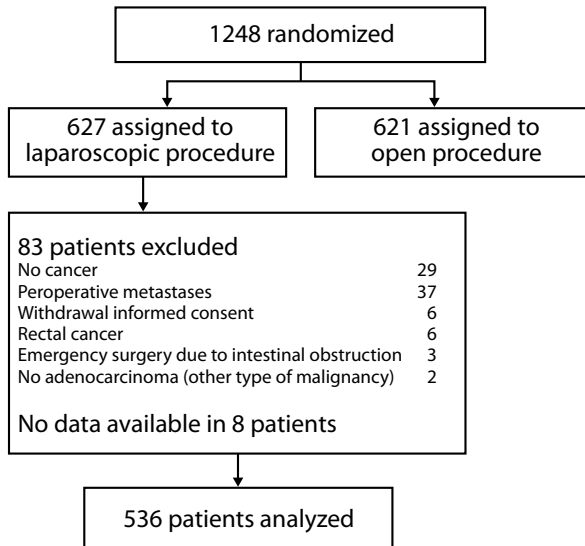 1248 randomized
627 assigned to
laparoscopic procedure
621 assigned to
open procedure
83 patients excluded
No cancer 29
Peroperative metastases 37
Withdrawal informed consent 6
Rectal cancer 6
Emergency surgery due to intestinal obstruction 3
No adenocarcinoma (other type of malignancy) 2
No data available in 8 patients
536 patients analyzed